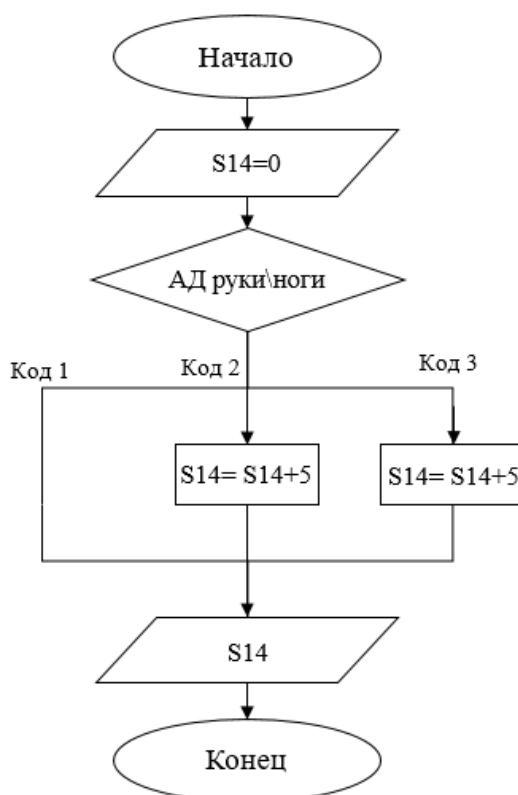 Начало
S14=0
АД руки\ноги
Код 1
Код 2
Код 3
S14= S14+5
S14= S14+5
S14
Конец